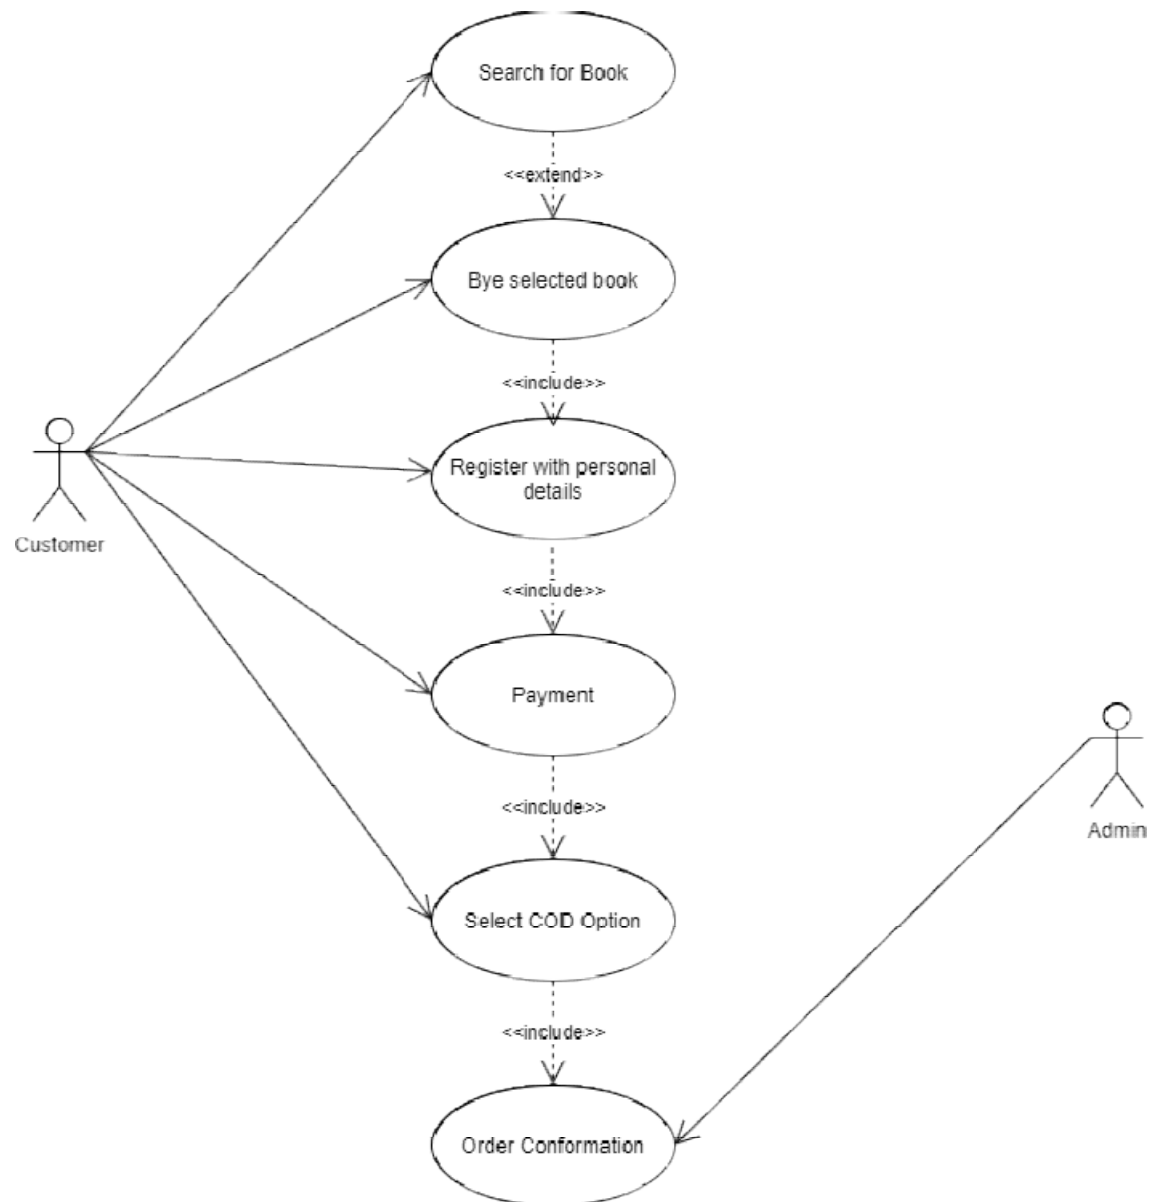 Search for Book
<<extend>>
Bye selected book
<<include>>
Register with personal
details
Customer
<<include>>
Payment
<<include>>
Admin
Select COD Option
<<include>>
Order Conformation